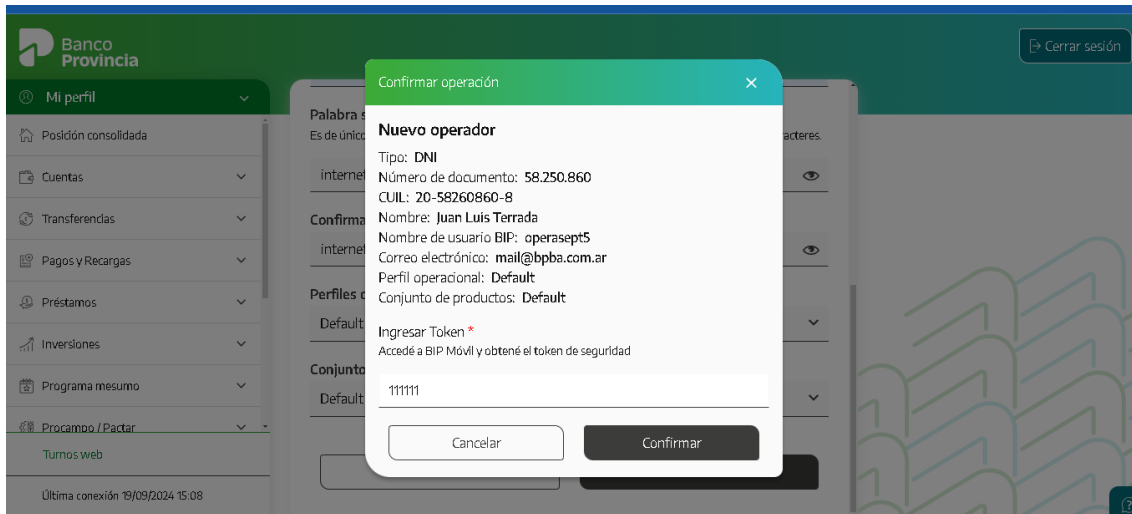 Banco
Provincia
Cerrar sesión
Mi perfil
Posición consolidada
Cuentas
Transferencias
Pagos y Recargas
Préstamos
Inversiones
Programa mesumo
Procampo / Pactar
Turnos web
Última conexión 19/09/2024 15:08
Palabra
Es de único
acteres.
Confirma
Perfiles
Default
Conjunto
Default
Confirmar operación
Nuevo operador
Tipo: DNI
Número de documento: 58.250.860
CUIL: 20-58260860-8
Nombre: Juan Luis Terrada
Nombre de usuario BIP: operasept5
Correo electrónico: mail@bpba.com.ar
Perfil operacional: Default
Conjunto de productos: Default
Ingresar Token *
Accedé a BIP Móvil y obtené el token de seguridad
111111
Cancelar
Confirmar